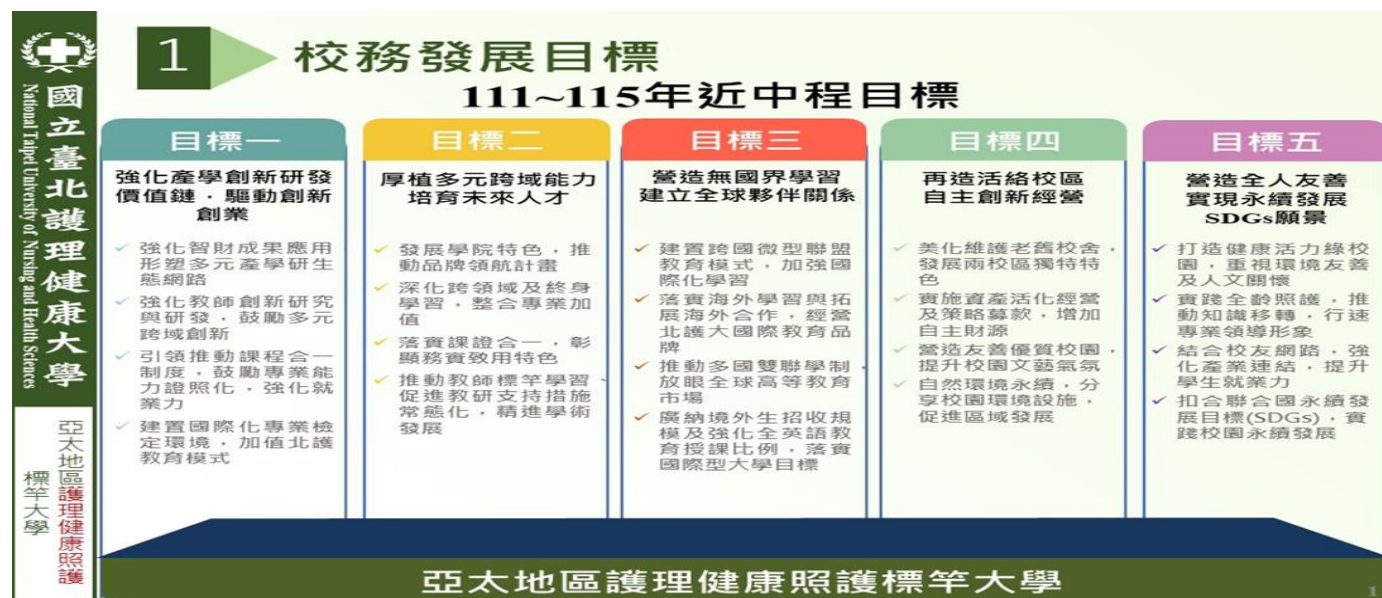 國立臺北護理健康大學
National Taipei University of Nursing and Health Sciences
亞太地區護理健康照護
標竿大學
1
校務發展目標
111~115年近中程目標
目標一
強化產學創新研發
價值鏈，驅動創新
創業
✓ 強化智財成果應用
形塑多元產學研生
態網路
✓ 強化教師創新研究
與研發，鼓勵多元
跨域創新
✓ 引領推動課程合一
制度，鼓勵專業能
力證照化，強化就
業力
✓ 建置國際化專業檢
定環境，加值北護
教育模式
目標二
厚植多元跨域能力
培育未來人才
✓ 發展學院特色，推
動品牌領航計畫
✓ 深化跨領域及終身
學習，整合專業加
值
✓ 落實課證合一，彰
顯務實致用特色
✓ 推動教師標竿學習、
促進教研支持措施
常態化，精進學術
發展
目標三
營造無國界學習
建立全球夥伴關係
✓ 建置跨國微型聯盟
教育模式，加強國
際化學習
✓ 落實海外學習與拓
展海外合作，經營
北護大國際教育品
牌
✓ 推動多國雙聯學制，
放眼全球高等教育
市場
✓ 廣納境外生招收規
模及強化全英語教
育授課比例，落實
國際型大學目標
目標四
再造活絡校區
自主創新經營
✓ 美化維護老舊校舍，
發展兩校區獨特特
色
✓ 實施資產活化經營
及策略募款，增加
自主財源
✓ 營造友善優質校園，
提升校園文藝氣氛
✓ 自然環境永續，分
享校園環境設施，
促進區域發展
目標五
營造全人友善
實現永續發展
SDGs願景
✓ 打造健康活力綠校
園，重視環境友善
及人文關懷
✓ 實踐全齡照護，推
動知識移轉，行速
專業領導形象
✓ 結合校友網路，強
化產業連結，提升
學生就業力
✓ 扣合聯合國永續發
展目標(SDGs)，實
踐校園永續發展
亞太地區護理健康照護標竿大學
1